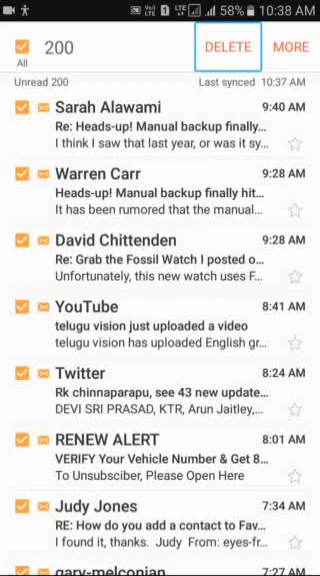 VoI) LTE 1 LTE 58% 10:38 AM
200 DELETE MORE
All
Unread 200 Last synced 10:37 AM
Sarah Alawami 9:40 AM
Re: Heads-up! Manual backup finally...
I think I saw that last year, or was it sy...
Warren Carr 9:28 AM
Heads-up! Manual backup finally hit...
It has been rumored that the manual...
David Chittenden 9:28 AM
Re: Grab the Fossil Watch I posted o...
Unfortunately, this new watch uses F...
YouTube 8:41 AM
telugu vision just uploaded a video
telugu vision has uploaded English gr...
Twitter 8:24 AM
Rk chinnaparapu, see 43 new update...
DEVI SRI PRASAD, KTR, Arun Jaitley,...
RENEW ALERT 8:01 AM
VERIFY Your Vehicle Number & Get 8...
To Unsubsciber, Please Open Here
Judy Jones 7:34 AM
RE: How do you add a contact to Fav...
I found it, thanks. Judy From: eyes-fr...
gary-melconian 7:27 AM